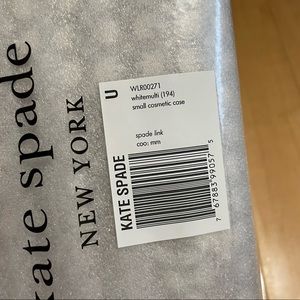 kate spade
NEW YORK
U
WLR00271
whitemulti (194)
small cosmetic case
spade link
coo: mm
KATE SPADE
7 67883 99057 5